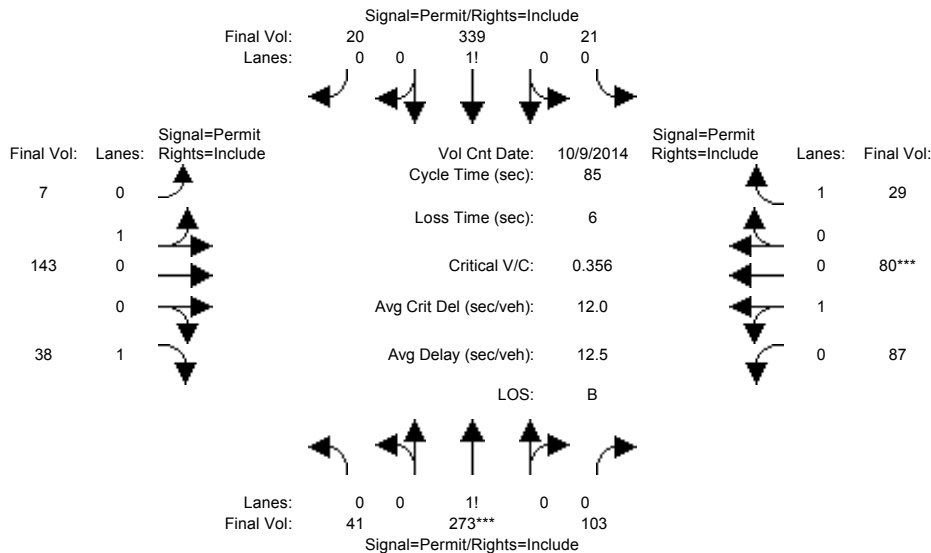 Signal=Permit/Rights=Include
Final Vol: 20 339 21
Lanes: 0 0 1! 0 0
Signal=Permit Signal=Permit
Final Vol: Lanes: Rights=Include Vol Cnt Date: 10/9/2014 Rights=Include Lanes: Final Vol:
Cycle Time (sec): 85
7 0 1 29
Loss Time (sec): 6
1 0
143 0 Critical V/C: 0.356 0 80***
0 Avg Crit Del (sec/veh): 12.0 1
38 1 Avg Delay (sec/veh): 12.5 0 87
LOS: B
Lanes: 0 0 1! 0 0
Final Vol: 41 273*** 103
Signal=Permit/Rights=Include